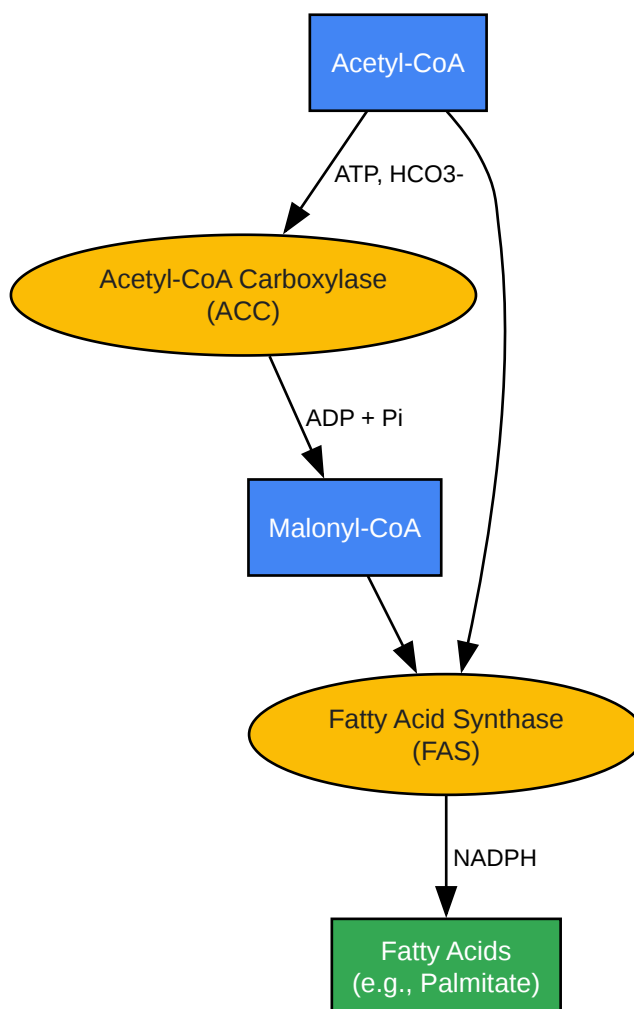 Acetyl-CoA
ATP, HCO3-
Acetyl-CoA Carboxylase
(ACC)
ADP + Pi
Malonyl-CoA
Fatty Acid Synthase
(FAS)
NADPH
Fatty Acids
(e.g., Palmitate)